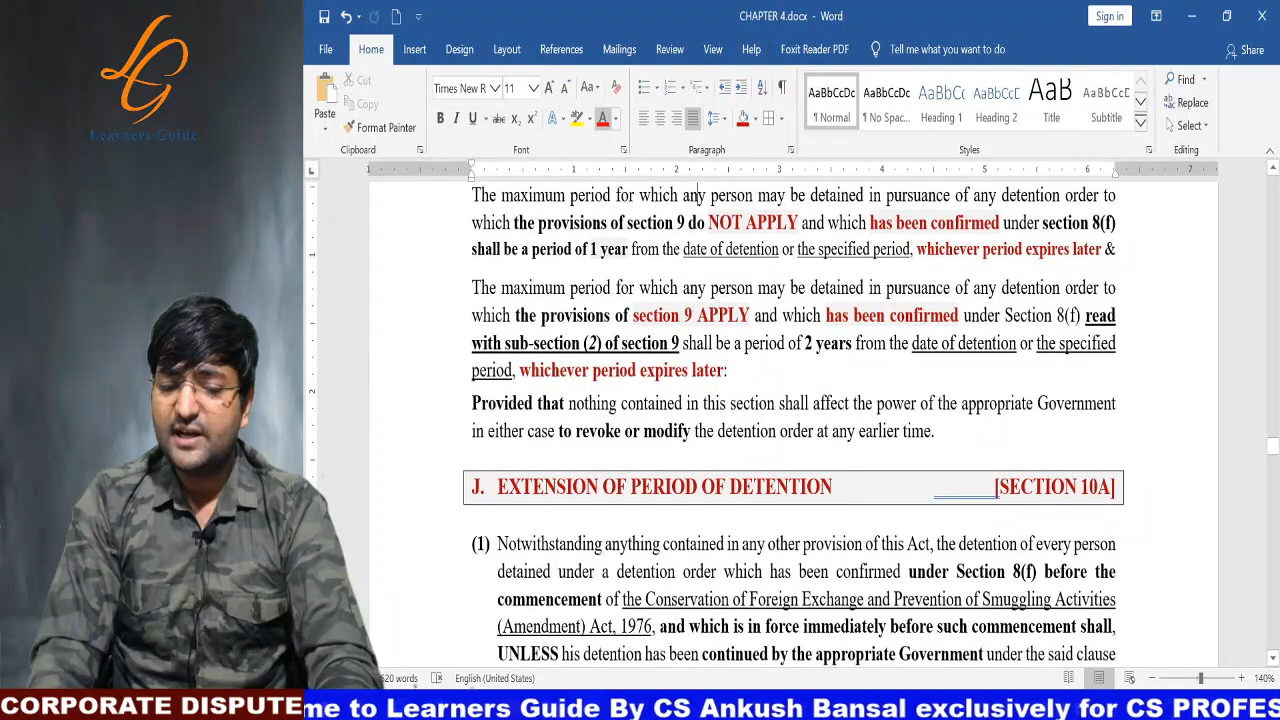 LG
Learners Guide
CHAPTER 4.docx - Word
Sign in
File Home Insert Design Layout References Mailings Review View Help Foxit Reader PDF Tell me what you want to do Share
Paste
Cut
Copy
Format Painter
Clipboard
Times New R 11
Font
Paragraph
AaBbCcDc AaBbCcDc AaBbCc AaBbCcC AaB AaBbCcD
¶ Normal ¶ No Spac... Heading 1 Heading 2 Title Subtitle
Styles
Find
Replace
Select
Editing
1 1 2 3 4 5 6 7
The maximum period for which any person may be detained in pursuance of any detention order to
which the provisions of section 9 do NOT APPLY and which has been confirmed under section 8(f)
shall be a period of 1 year from the date of detention or the specified period, whichever period expires later &
The maximum period for which any person may be detained in pursuance of any detention order to
which the provisions of section 9 APPLY and which has been confirmed under Section 8(f) read
with sub-section (2) of section 9 shall be a period of 2 years from the date of detention or the specified
period, whichever period expires later:
Provided that nothing contained in this section shall affect the power of the appropriate Government
in either case to revoke or modify the detention order at any earlier time.
J. EXTENSION OF PERIOD OF DETENTION [SECTION 10A]
(1) Notwithstanding anything contained in any other provision of this Act, the detention of every person
detained under a detention order which has been confirmed under Section 8(f) before the
commencement of the Conservation of Foreign Exchange and Prevention of Smuggling Activities
(Amendment) Act, 1976, and which is in force immediately before such commencement shall,
UNLESS his detention has been continued by the appropriate Government under the said clause
620 words English (United States) 140%
CORPORATE DISPUTE me to Learners Guide By CS Ankush Bansal exclusively for CS PROFES